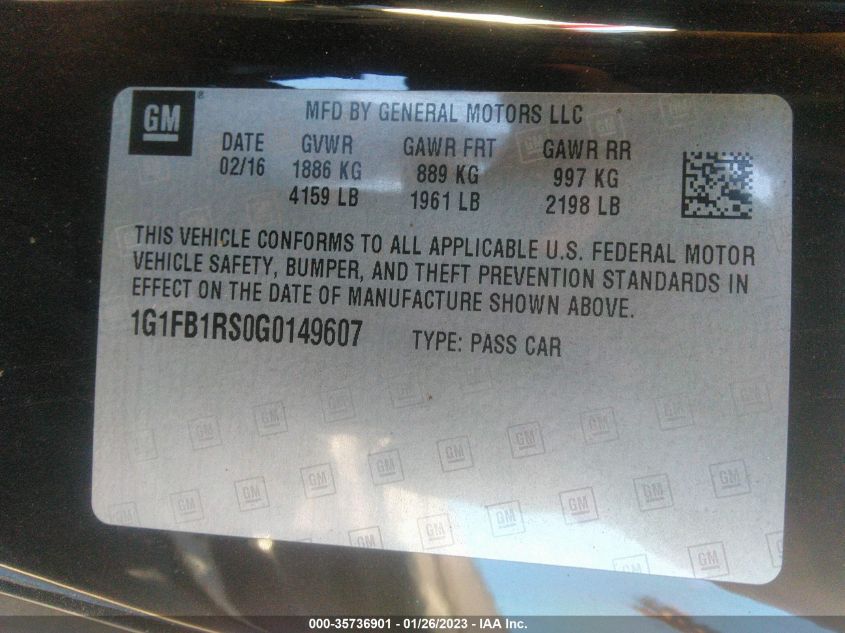 GM ®
MFD BY GENERAL MOTORS LLC
DATE GVWR GAWR FRT GAWR RR
02/16 1886 KG 889 KG 997 KG
4159 LB 1961 LB 2198 LB
THIS VEHICLE CONFORMS TO ALL APPLICABLE U.S. FEDERAL MOTOR
VEHICLE SAFETY, BUMPER, AND THEFT PREVENTION STANDARDS IN
EFFECT ON THE DATE OF MANUFACTURE SHOWN ABOVE.
1G1FB1RS0G0149607 TYPE: PASS CAR
000-35736901 - 01/26/2023 - IAA Inc.